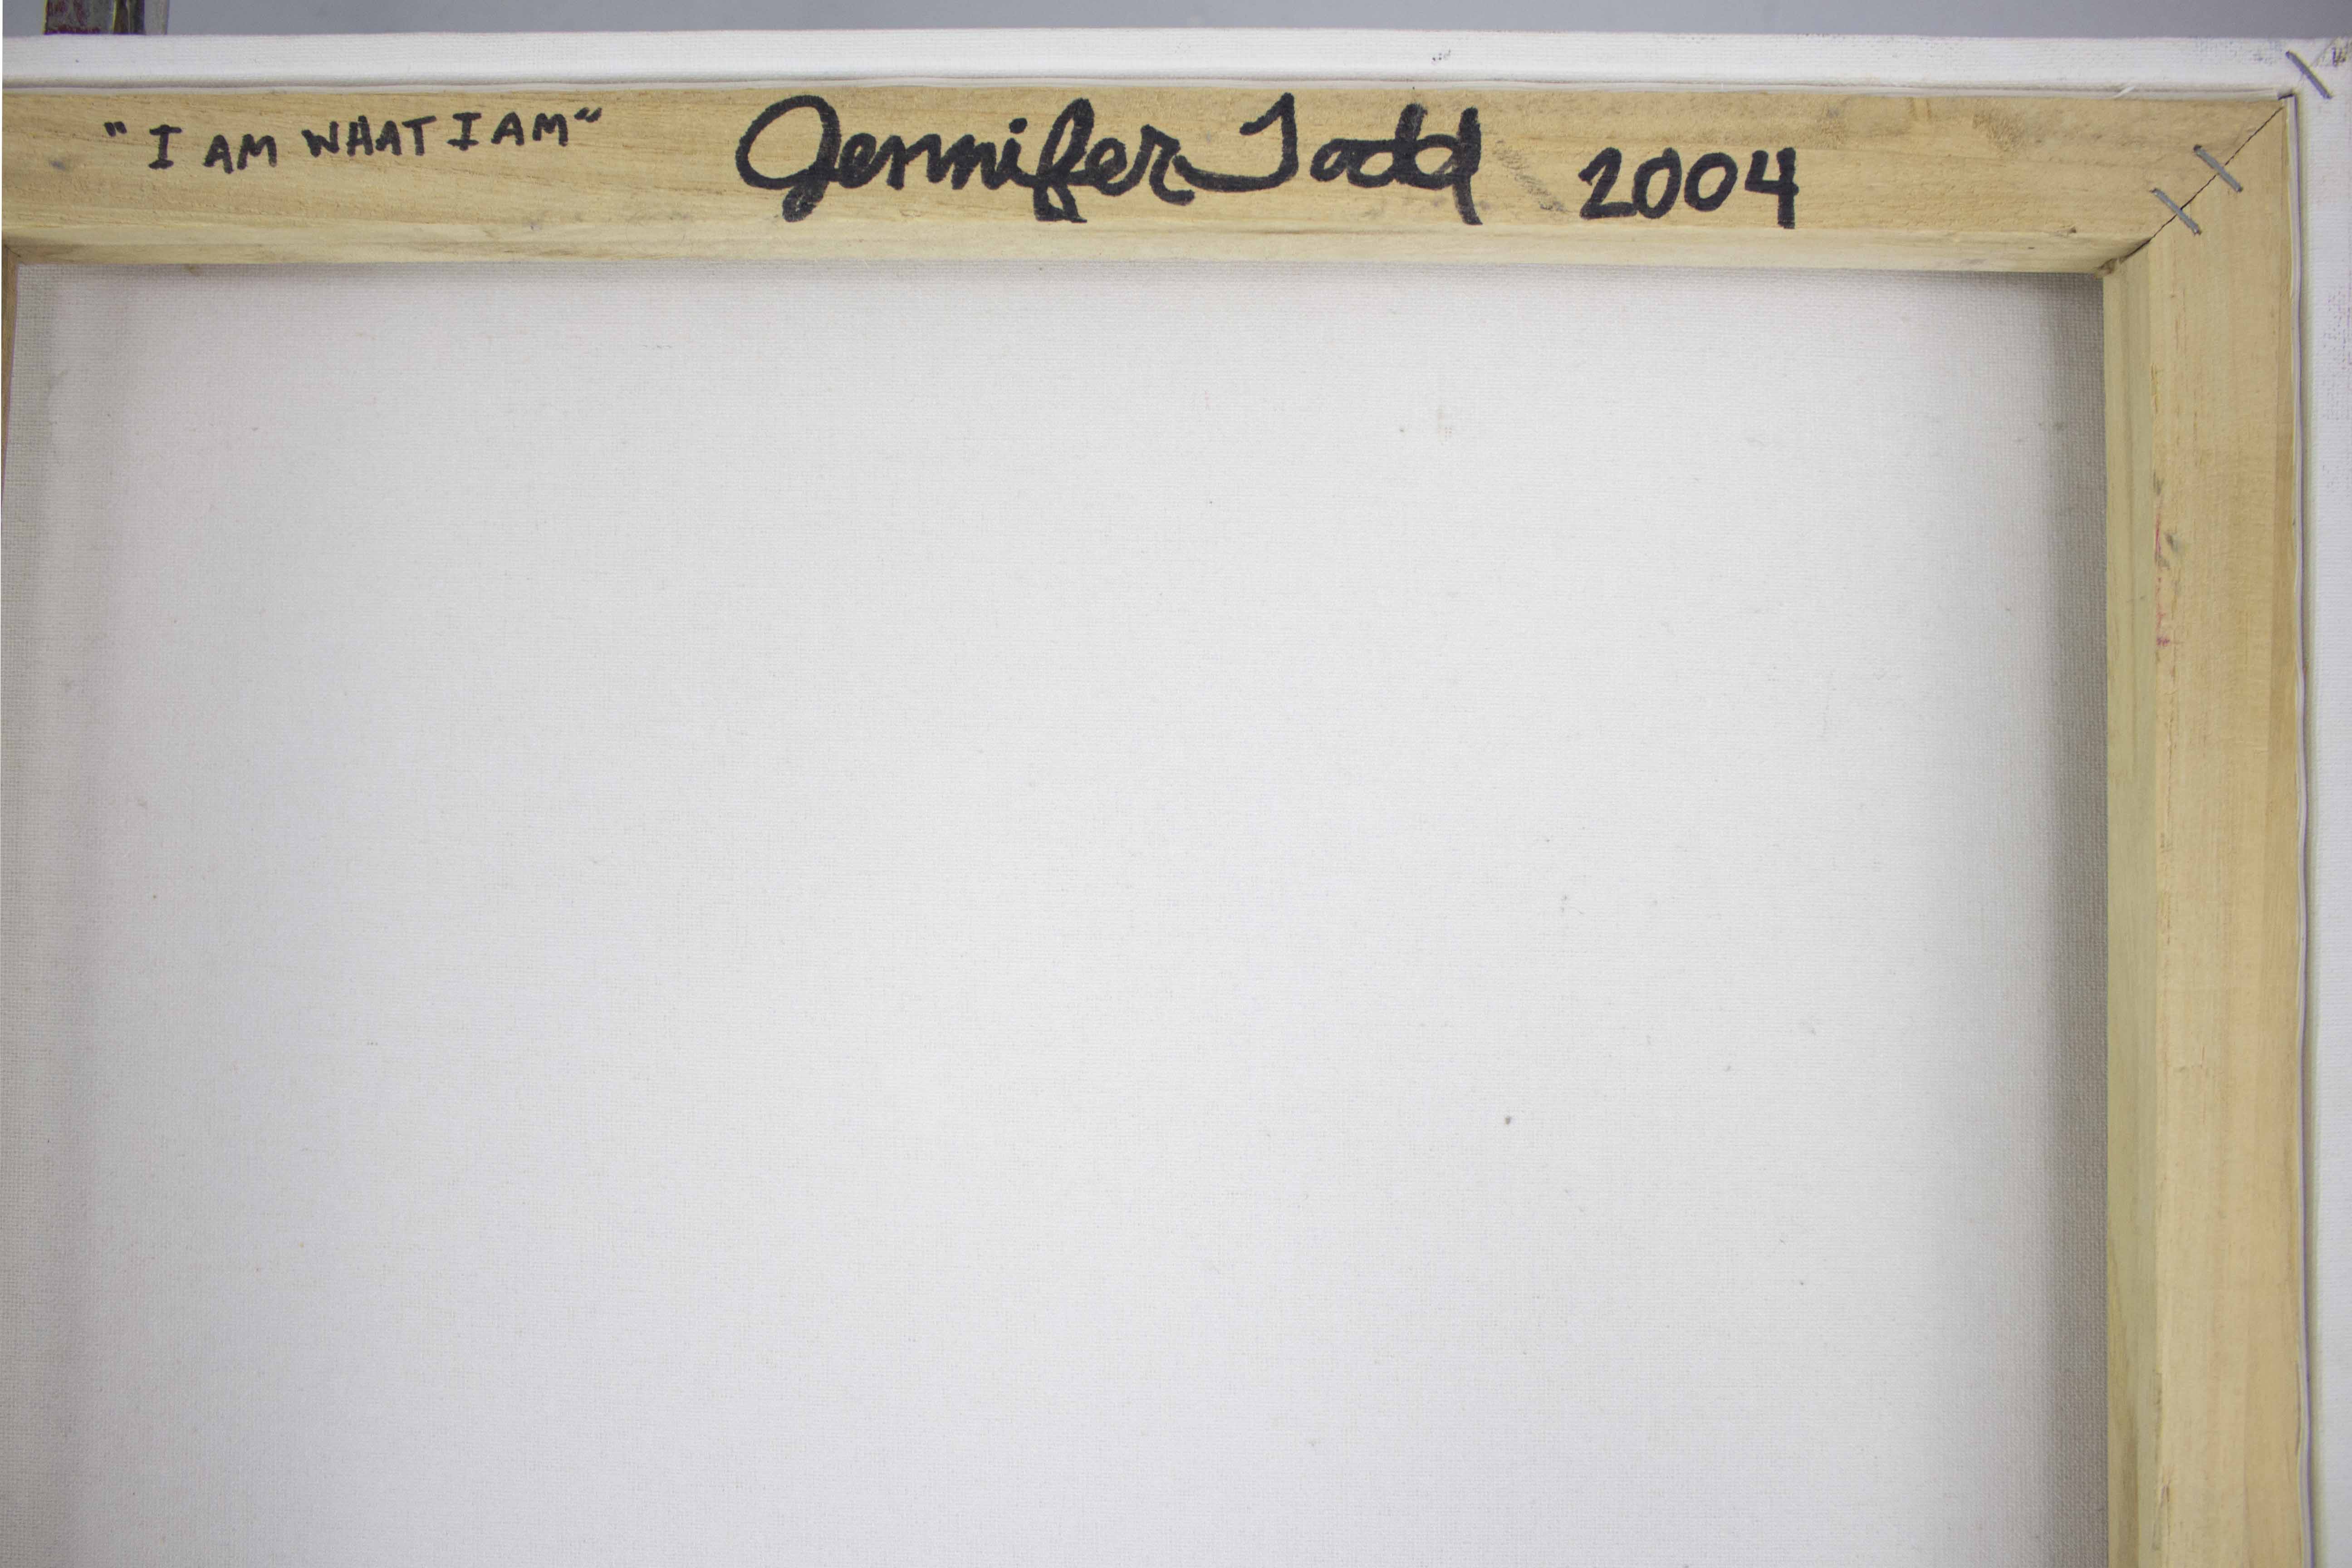 "I AM WHAT I AM" Jennifer Todd 2004